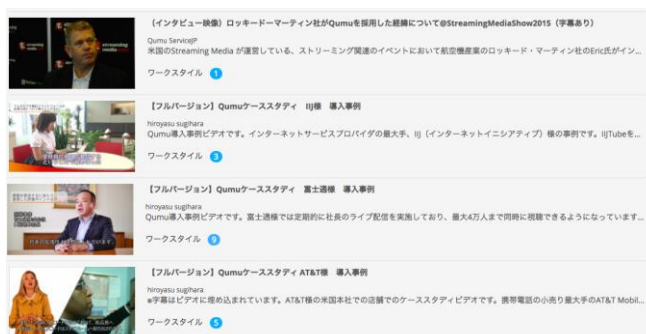 (インタビュー映像)ロッキードーマーティン社がQumuを採用した経緯について@StreamingMediaShow2015(字幕あり)
Qumu ServiceJP
米国のStreaming Media が運営している、ストリーミング関連のイベントにおいて航空機産業のロッキード・マーティン社のEric氏がイン...
ワークスタイル 1
【フルバージョン】Qumuケーススタディ IIJ様 導入事例
hiroyasu sugihara
Qumu導入事例ビデオです。インターネットサービスプロバイダの最大手、IIJ(インターネットイニシアティブ)様の事例です。IIJTubeを...
ワークスタイル 3
【フルバージョン】Qumuケーススタディ 富士通様 導入事例
hiroyasu sugihara
Qumu導入事例ビデオです。富士通様では定期的に社長のライブ配信を実施しており、最大4万人まで同時に視聴できるようになっています...
ワークスタイル 9
【フルバージョン】Qumuケーススタディ AT&T様 導入事例
hiroyasu sugihara
※字幕はビデオに埋め込まれています。AT&T様の米国本社での店舗でのケーススタディビデオです。携帯電話の小売り最大手のAT&T Mobil...
ワークスタイル 5